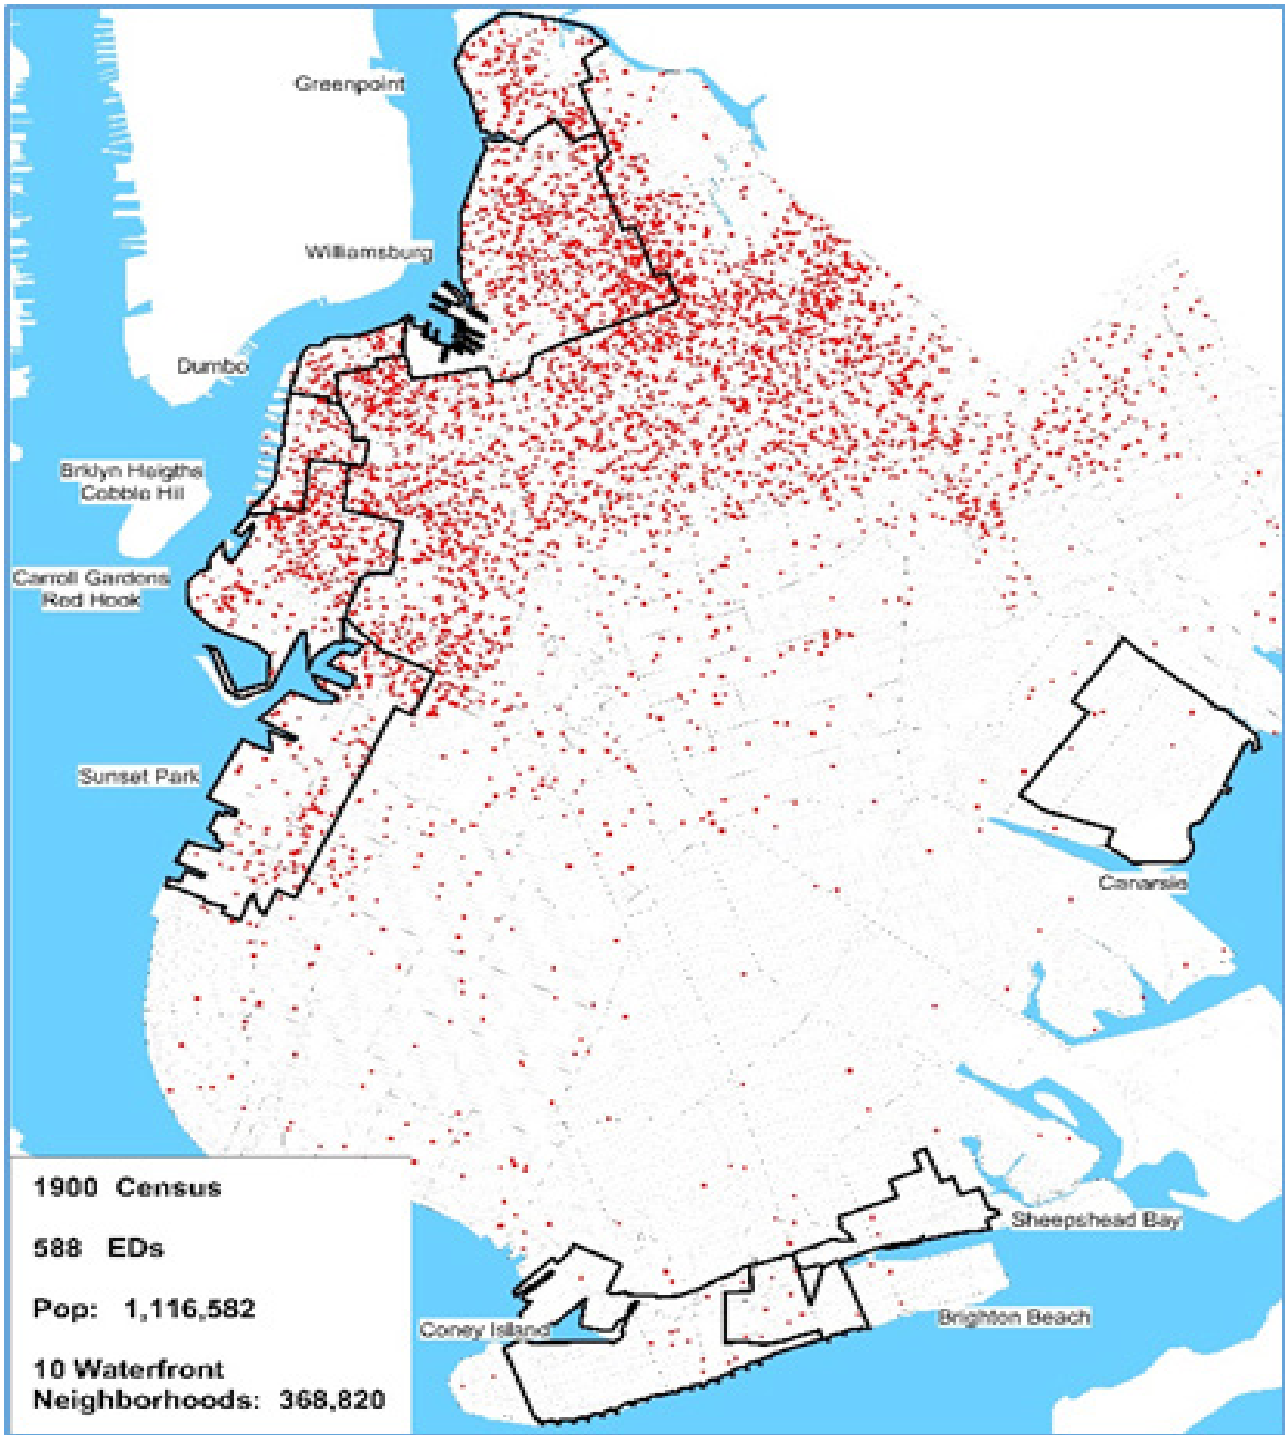 Greenpoint
Williamsburg
Dumbo
Brklyn Heigths
Cobble Hil
Carroll Gardens
Red Hook
Sunset Park
Canarsie
Sheepshead Bay
Brighton Beach
Coney Island
1900 Census
588 EDs
Pop: 1,116,582
10 Waterfront
Neighborhoods: 368,820